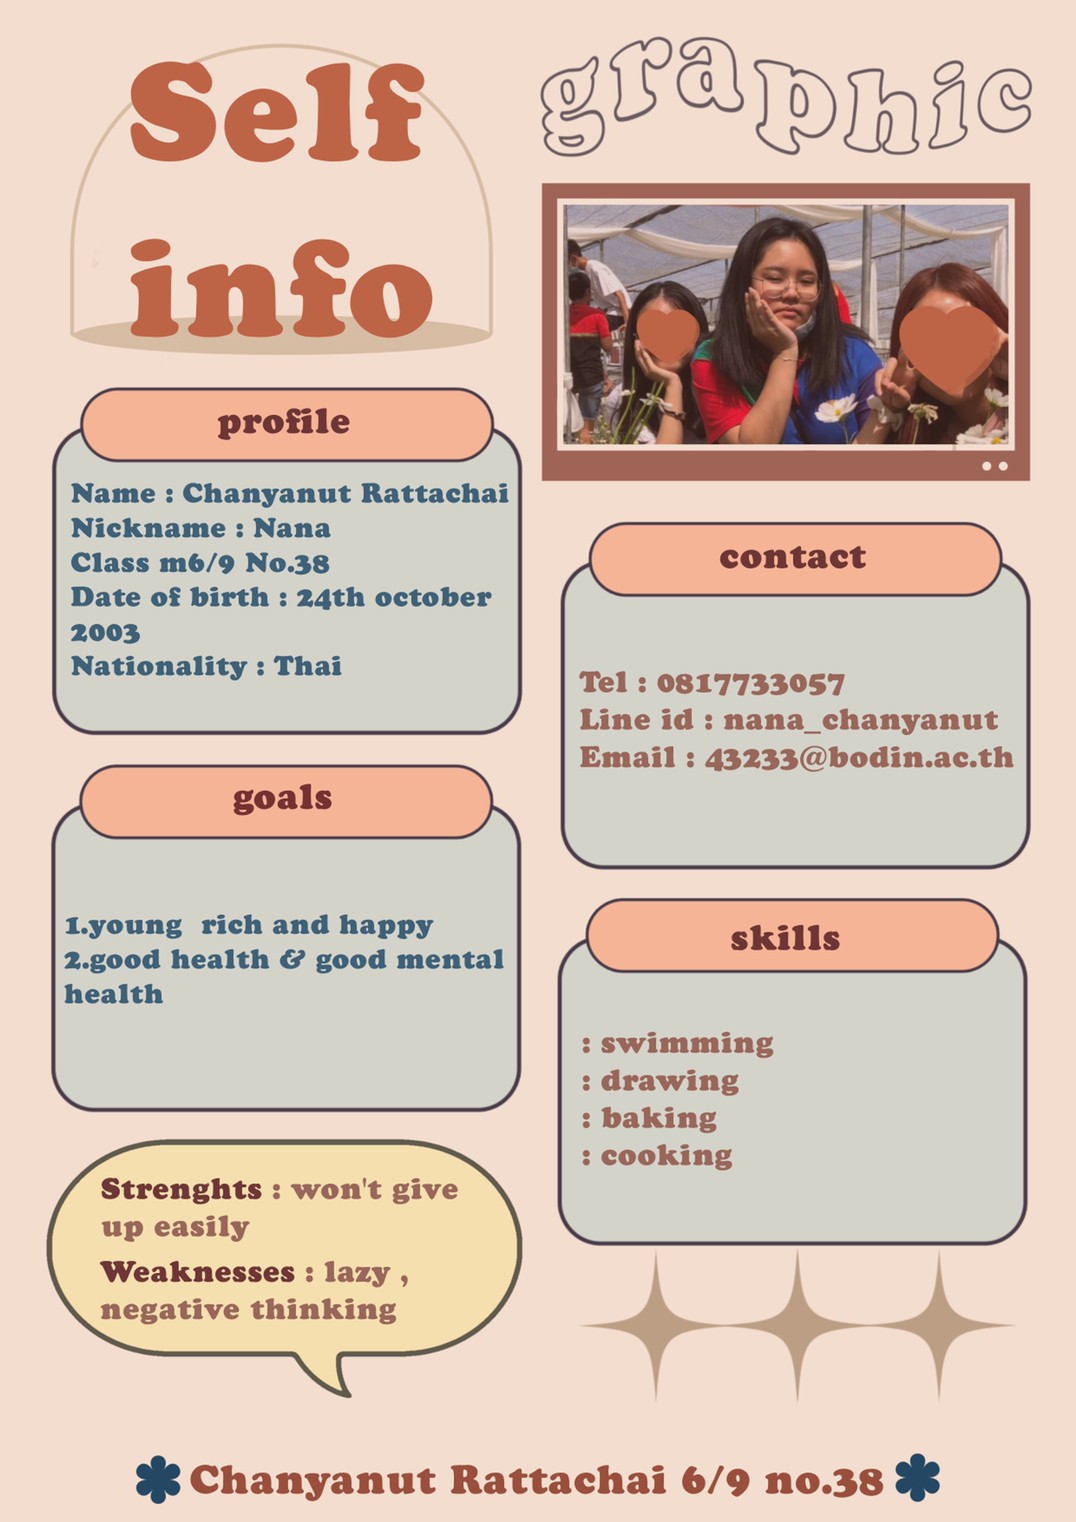 Self
info
graphic
profile
Name : Chanyanut Rattachai
Nickname : Nana
Class m6/9 No.38
Date of birth : 24th october
2003
Nationality : Thai
contact
Tel : 0817733057
Line id : nana_chanyanut
Email : 43233@bodin.ac.th
goals
1.young  rich and happy
2.good health & good mental
health
skills
: swimming
: drawing
: baking
: cooking
Strenghts : won't give
up easily
Weaknesses : lazy ,
negative thinking
Chanyanut Rattachai 6/9 no.38